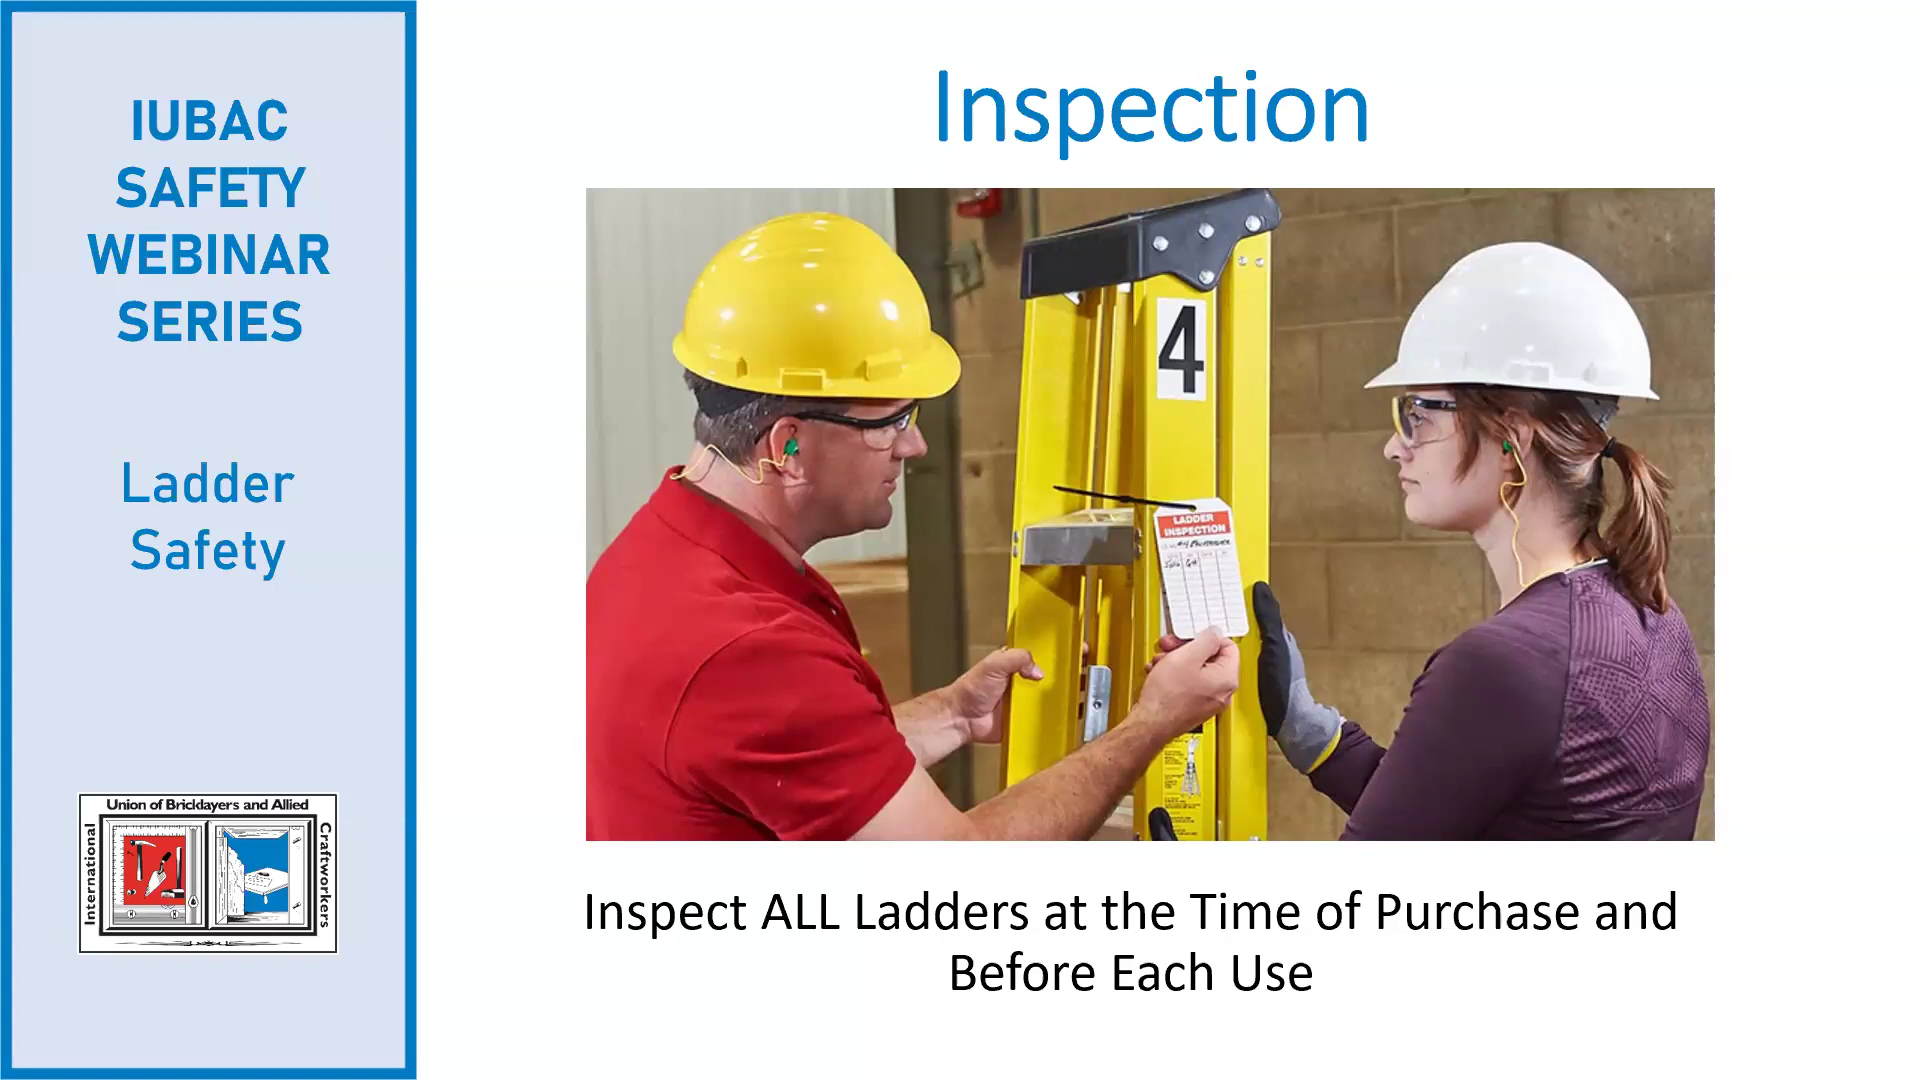 IUBAC
SAFETY
WEBINAR
SERIES
Ladder
Safety
Union of Bricklayers and Allied
International
Craftworkers
Inspection
4
LADDER
INSPECTION
Inspect ALL Ladders at the Time of Purchase and
Before Each Use